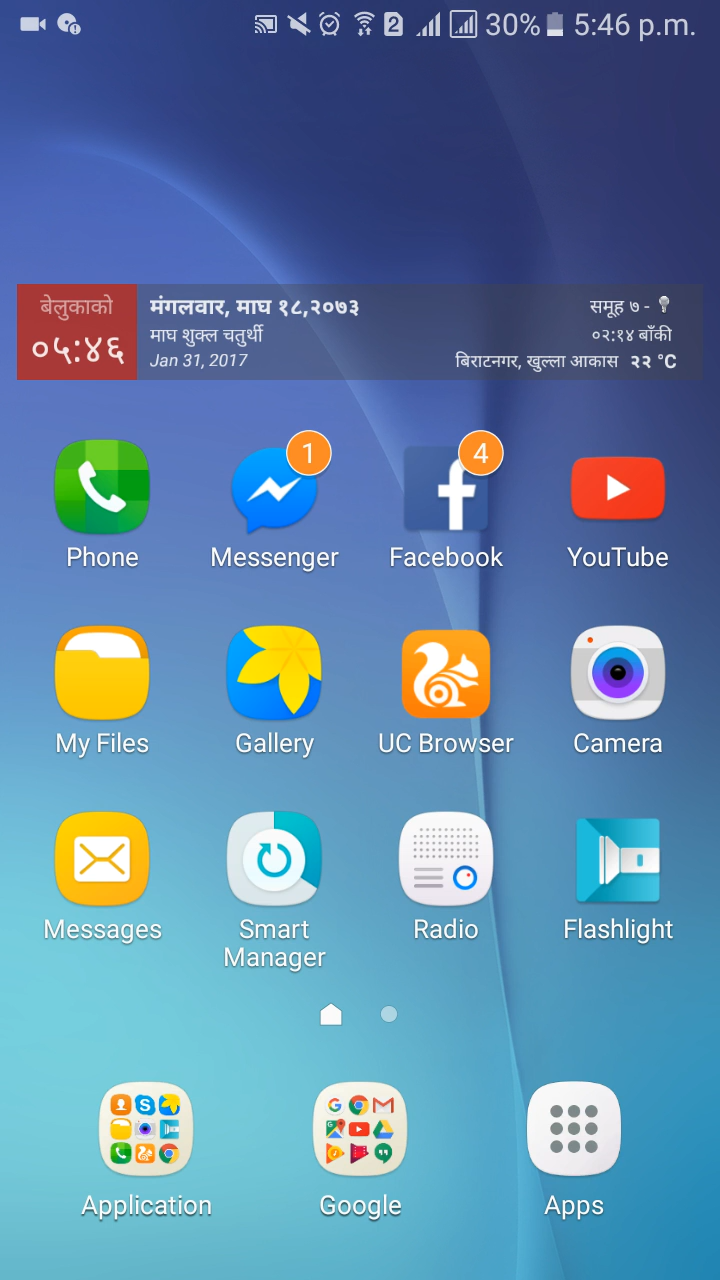 2 30% 5:46 p.m.
बेलुकाको
०५:४६
मंगलवार, माघ १८,२०७३
माघ शुक्ल चतुर्थी
Jan 31, 2017
समूह ७ -
०२:१४ बाँकी
बिराटनगर, खुल्ला आकास २२ °C
1
4
Phone Messenger Facebook YouTube
My Files Gallery UC Browser Camera
Messages Smart Manager Radio Flashlight
Application Google Apps